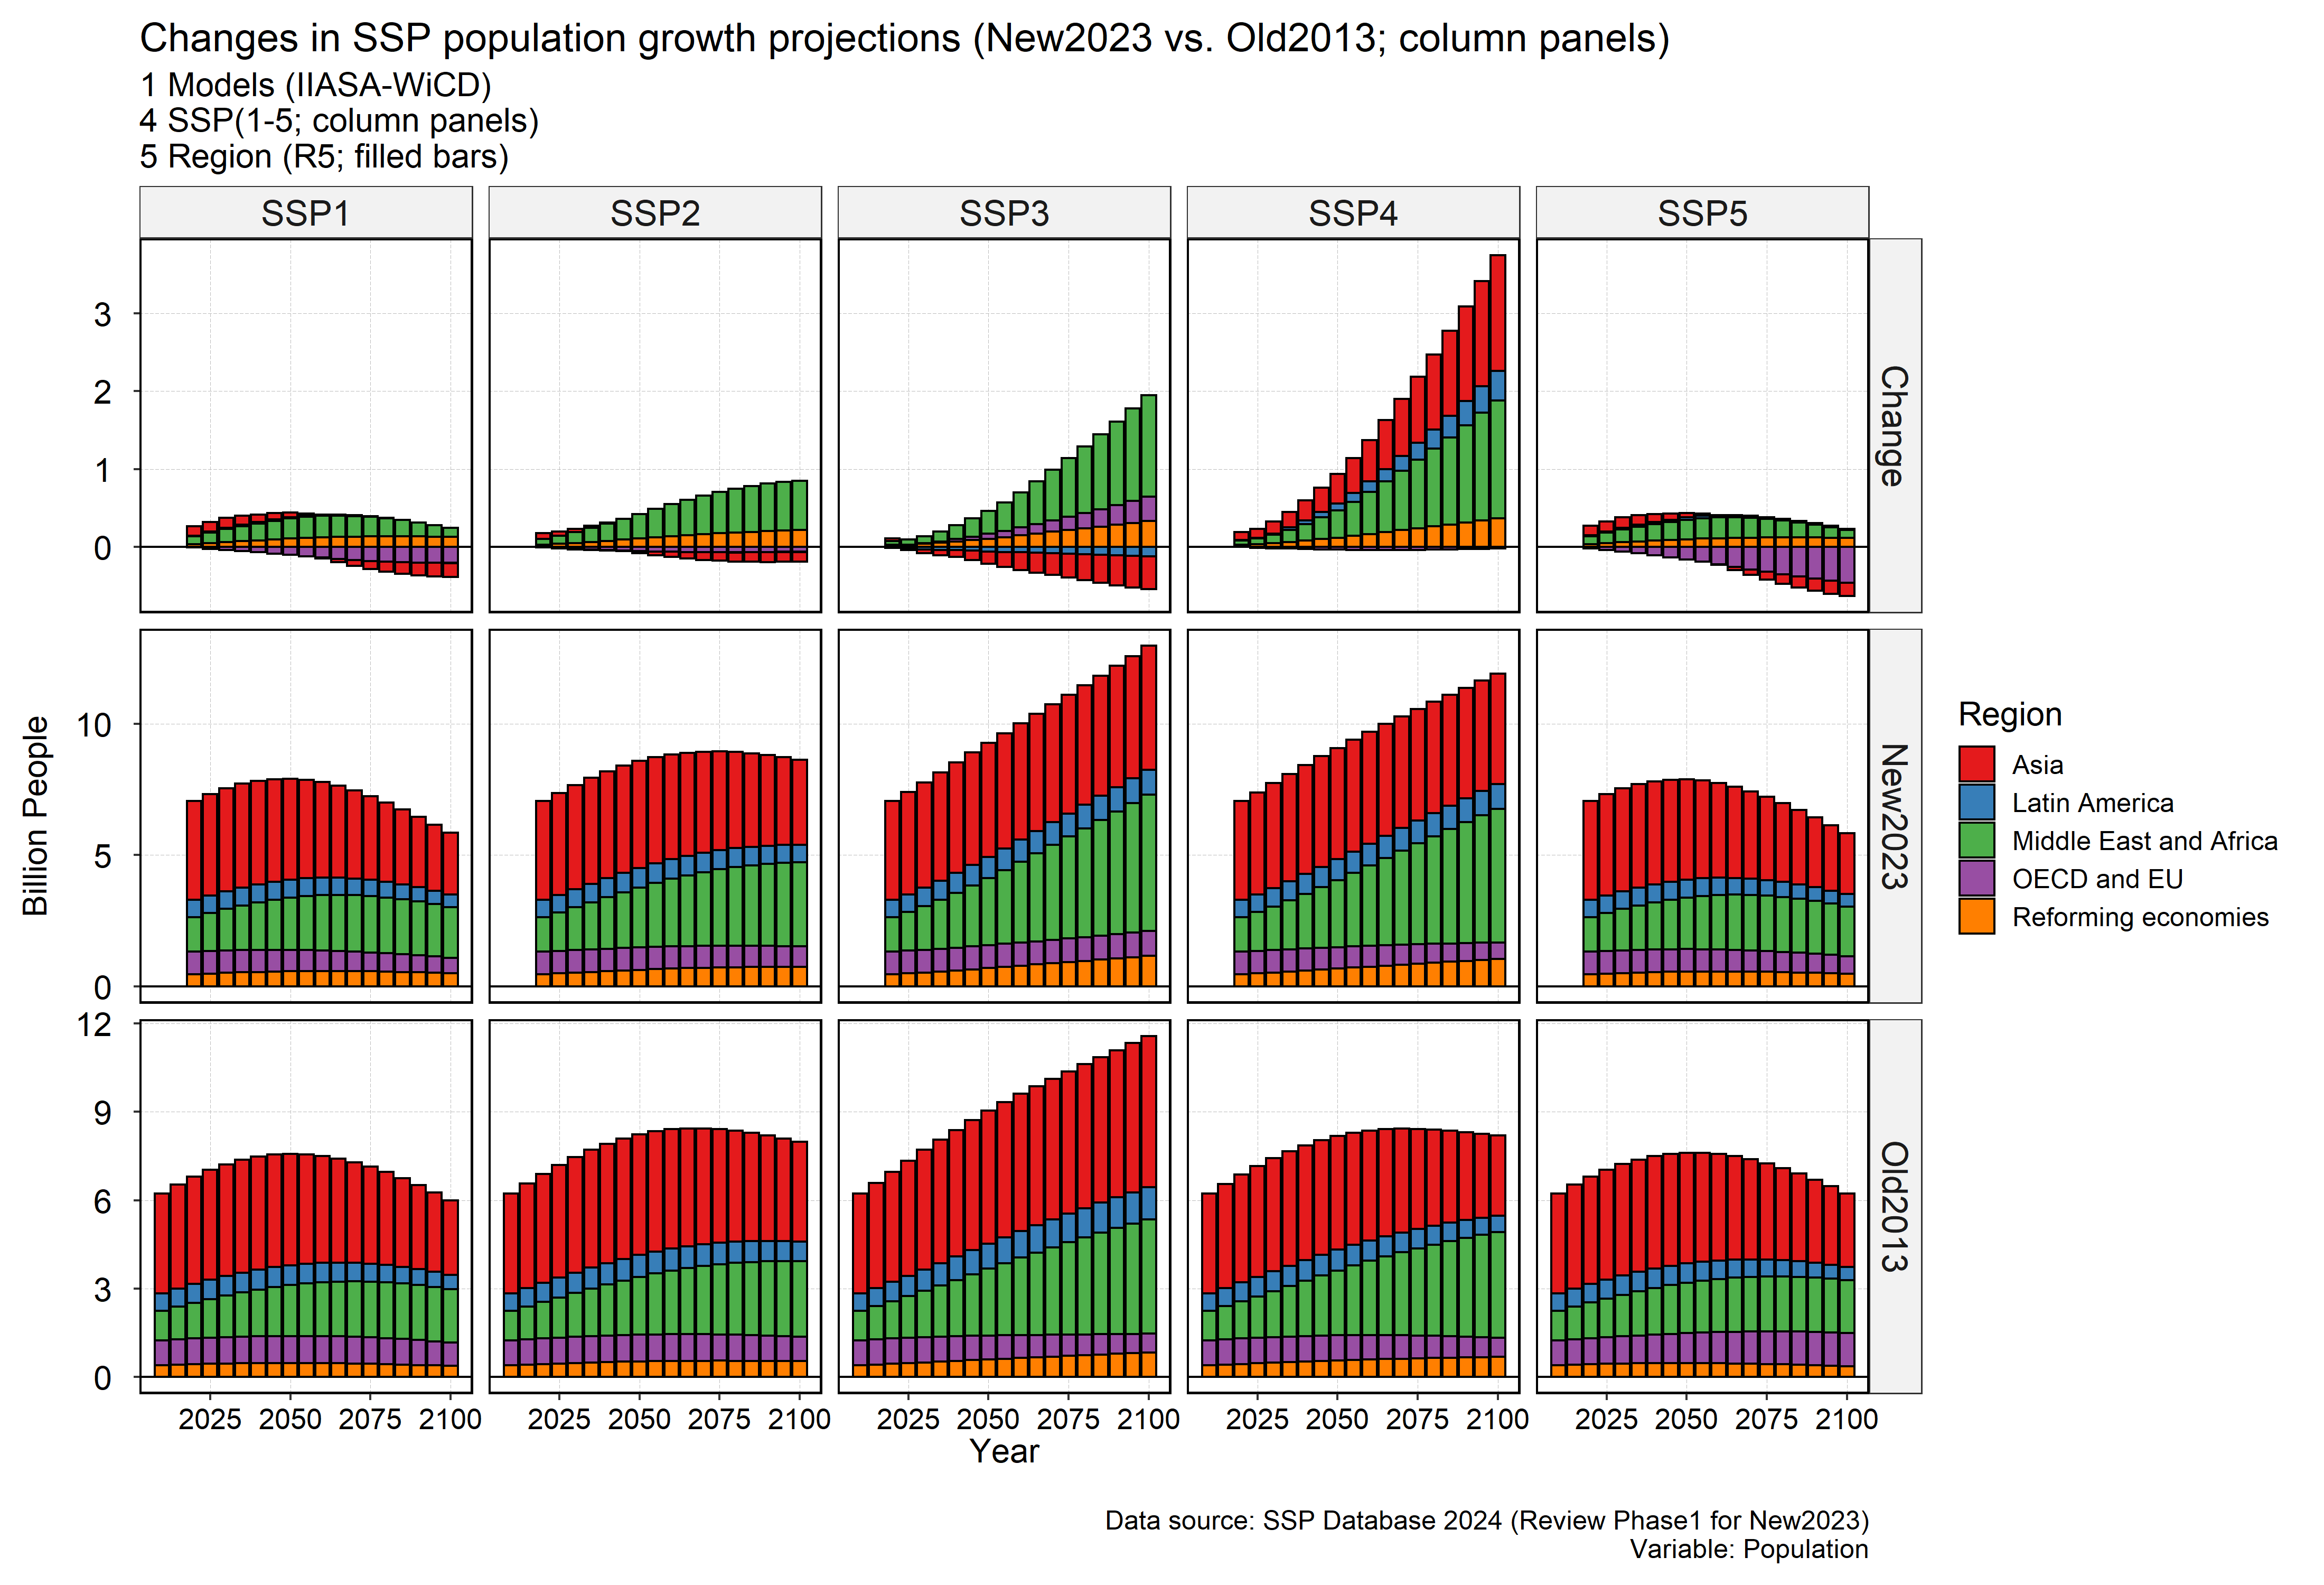 Changes in SSP population growth projections (New2023 vs. Old2013; column panels)
1 Models (IIASA-WiCD)
4 SSP(1-5; column panels)
5 Region (R5; filled bars)
SSP1 SSP2 SSP3 SSP4 SSP5
3
2
1
0
Change
10
5
0
New2023
12
9
6
3
0
Old2013
Billion People
2025 2050 2075 2100 2025 2050 2075 2100 2025 2050 2075 2100 2025 2050 2075 2100 2025 2050 2075 2100
Year
Region
Asia
Latin America
Middle East and Africa
OECD and EU
Reforming economies
Data source: SSP Database 2024 (Review Phase1 for New2023)
Variable: Population